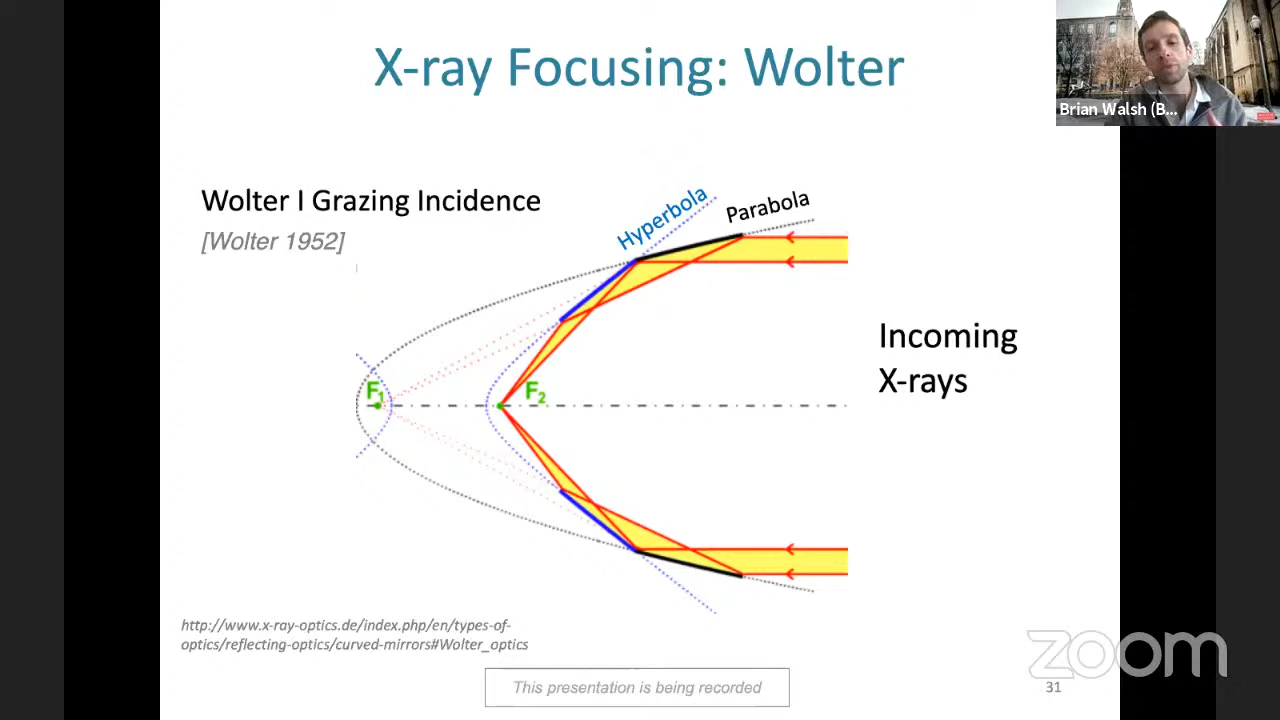 X-ray Focusing: Wolter
Brian Walsh (B...
Wolter I Grazing Incidence
[Wolter 1952]
Hyperbola
Parabola
Incoming
X-rays
F1
F2
http://www.x-ray-optics.de/index.php/en/types-of-
optics/reflecting-optics/curved-mirrors#Wolter_optics
This presentation is being recorded
zoom
31